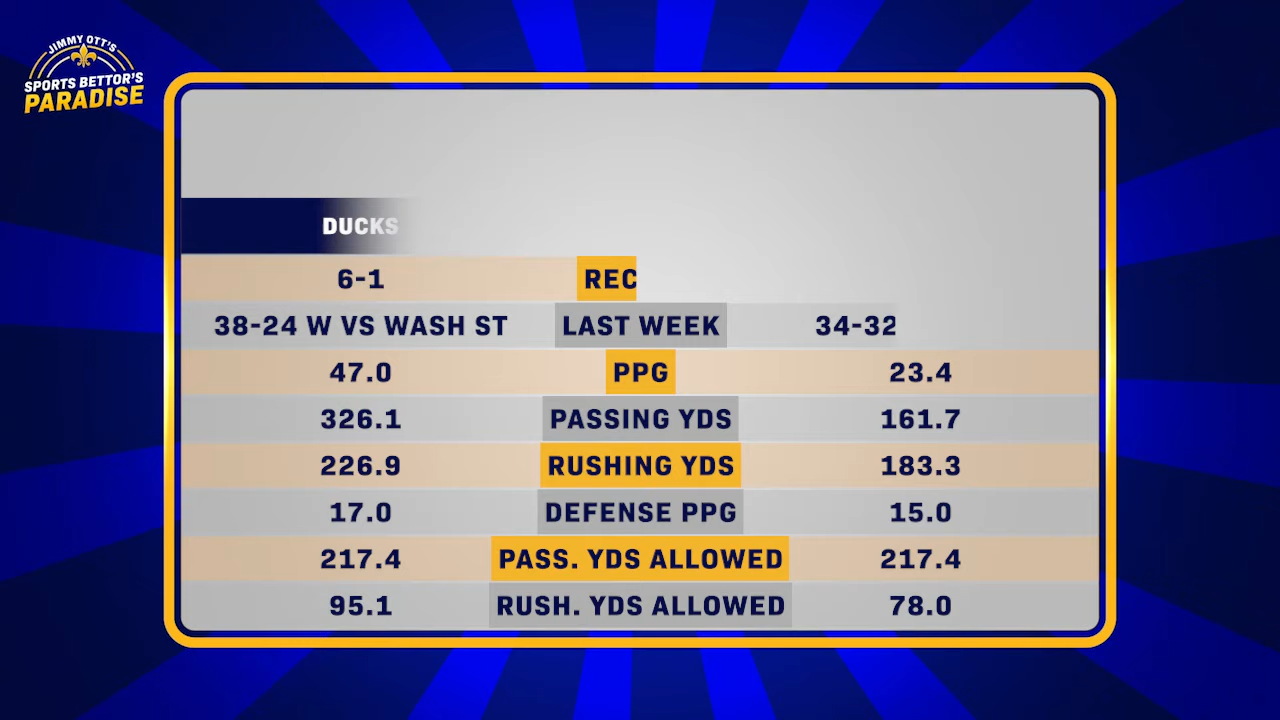 JIMMY OTT'S
SPORTS BETTOR'S
PARADISE
DUCKS
6-1 REC
38-24 W VS WASH ST LAST WEEK 34-32
47.0 PPG 23.4
326.1 PASSING YDS 161.7
226.9 RUSHING YDS 183.3
17.0 DEFENSE PPG 15.0
217.4 PASS. YDS ALLOWED 217.4
95.1 RUSH. YDS ALLOWED 78.0